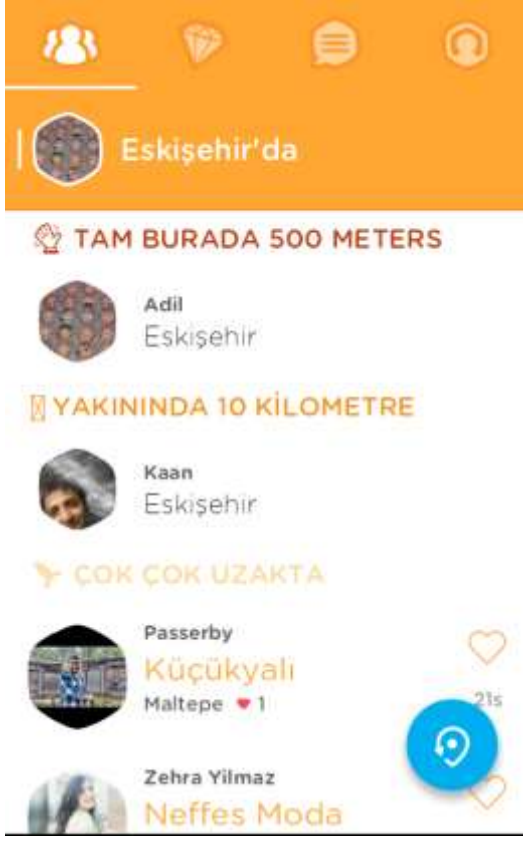 Eskişehir'da
TAM BURADA 500 METERS
Adil
Eskişehir
YAKININDA 10 KİLOMETRE
Kaan
Eskişehir
ÇOK ÇOK UZAKTA
Passerby
Küçükyalı
Maltepe ♥ 1
21s
Zehra Yilmaz
Neffes Moda